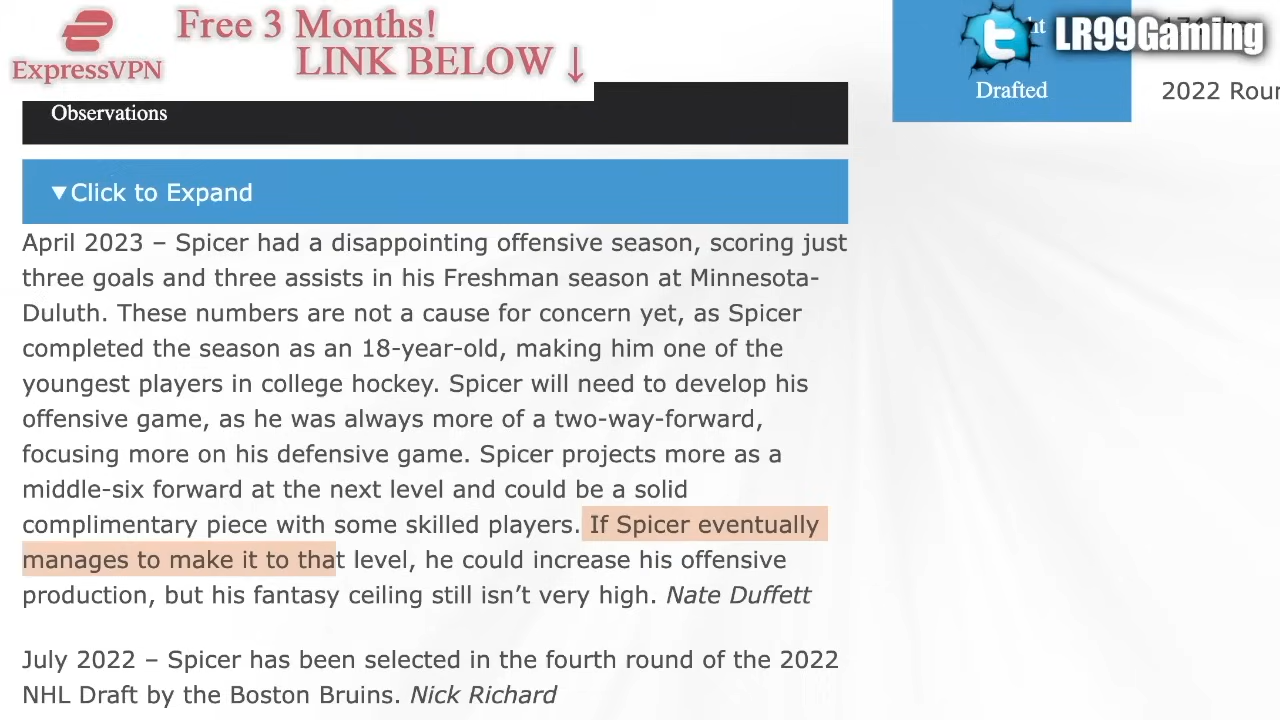 ExpressVPN
Free 3 Months!
LINK BELOW ↓
LR99Gaming
Observations
Drafted
2022 Rour
▼Click to Expand
April 2023 – Spicer had a disappointing offensive season, scoring just
three goals and three assists in his Freshman season at Minnesota-
Duluth. These numbers are not a cause for concern yet, as Spicer
completed the season as an 18-year-old, making him one of the
youngest players in college hockey. Spicer will need to develop his
offensive game, as he was always more of a two-way-forward,
focusing more on his defensive game. Spicer projects more as a
middle-six forward at the next level and could be a solid
complimentary piece with some skilled players. If Spicer eventually
manages to make it to that level, he could increase his offensive
production, but his fantasy ceiling still isn’t very high. Nate Duffett
July 2022 – Spicer has been selected in the fourth round of the 2022
NHL Draft by the Boston Bruins. Nick Richard